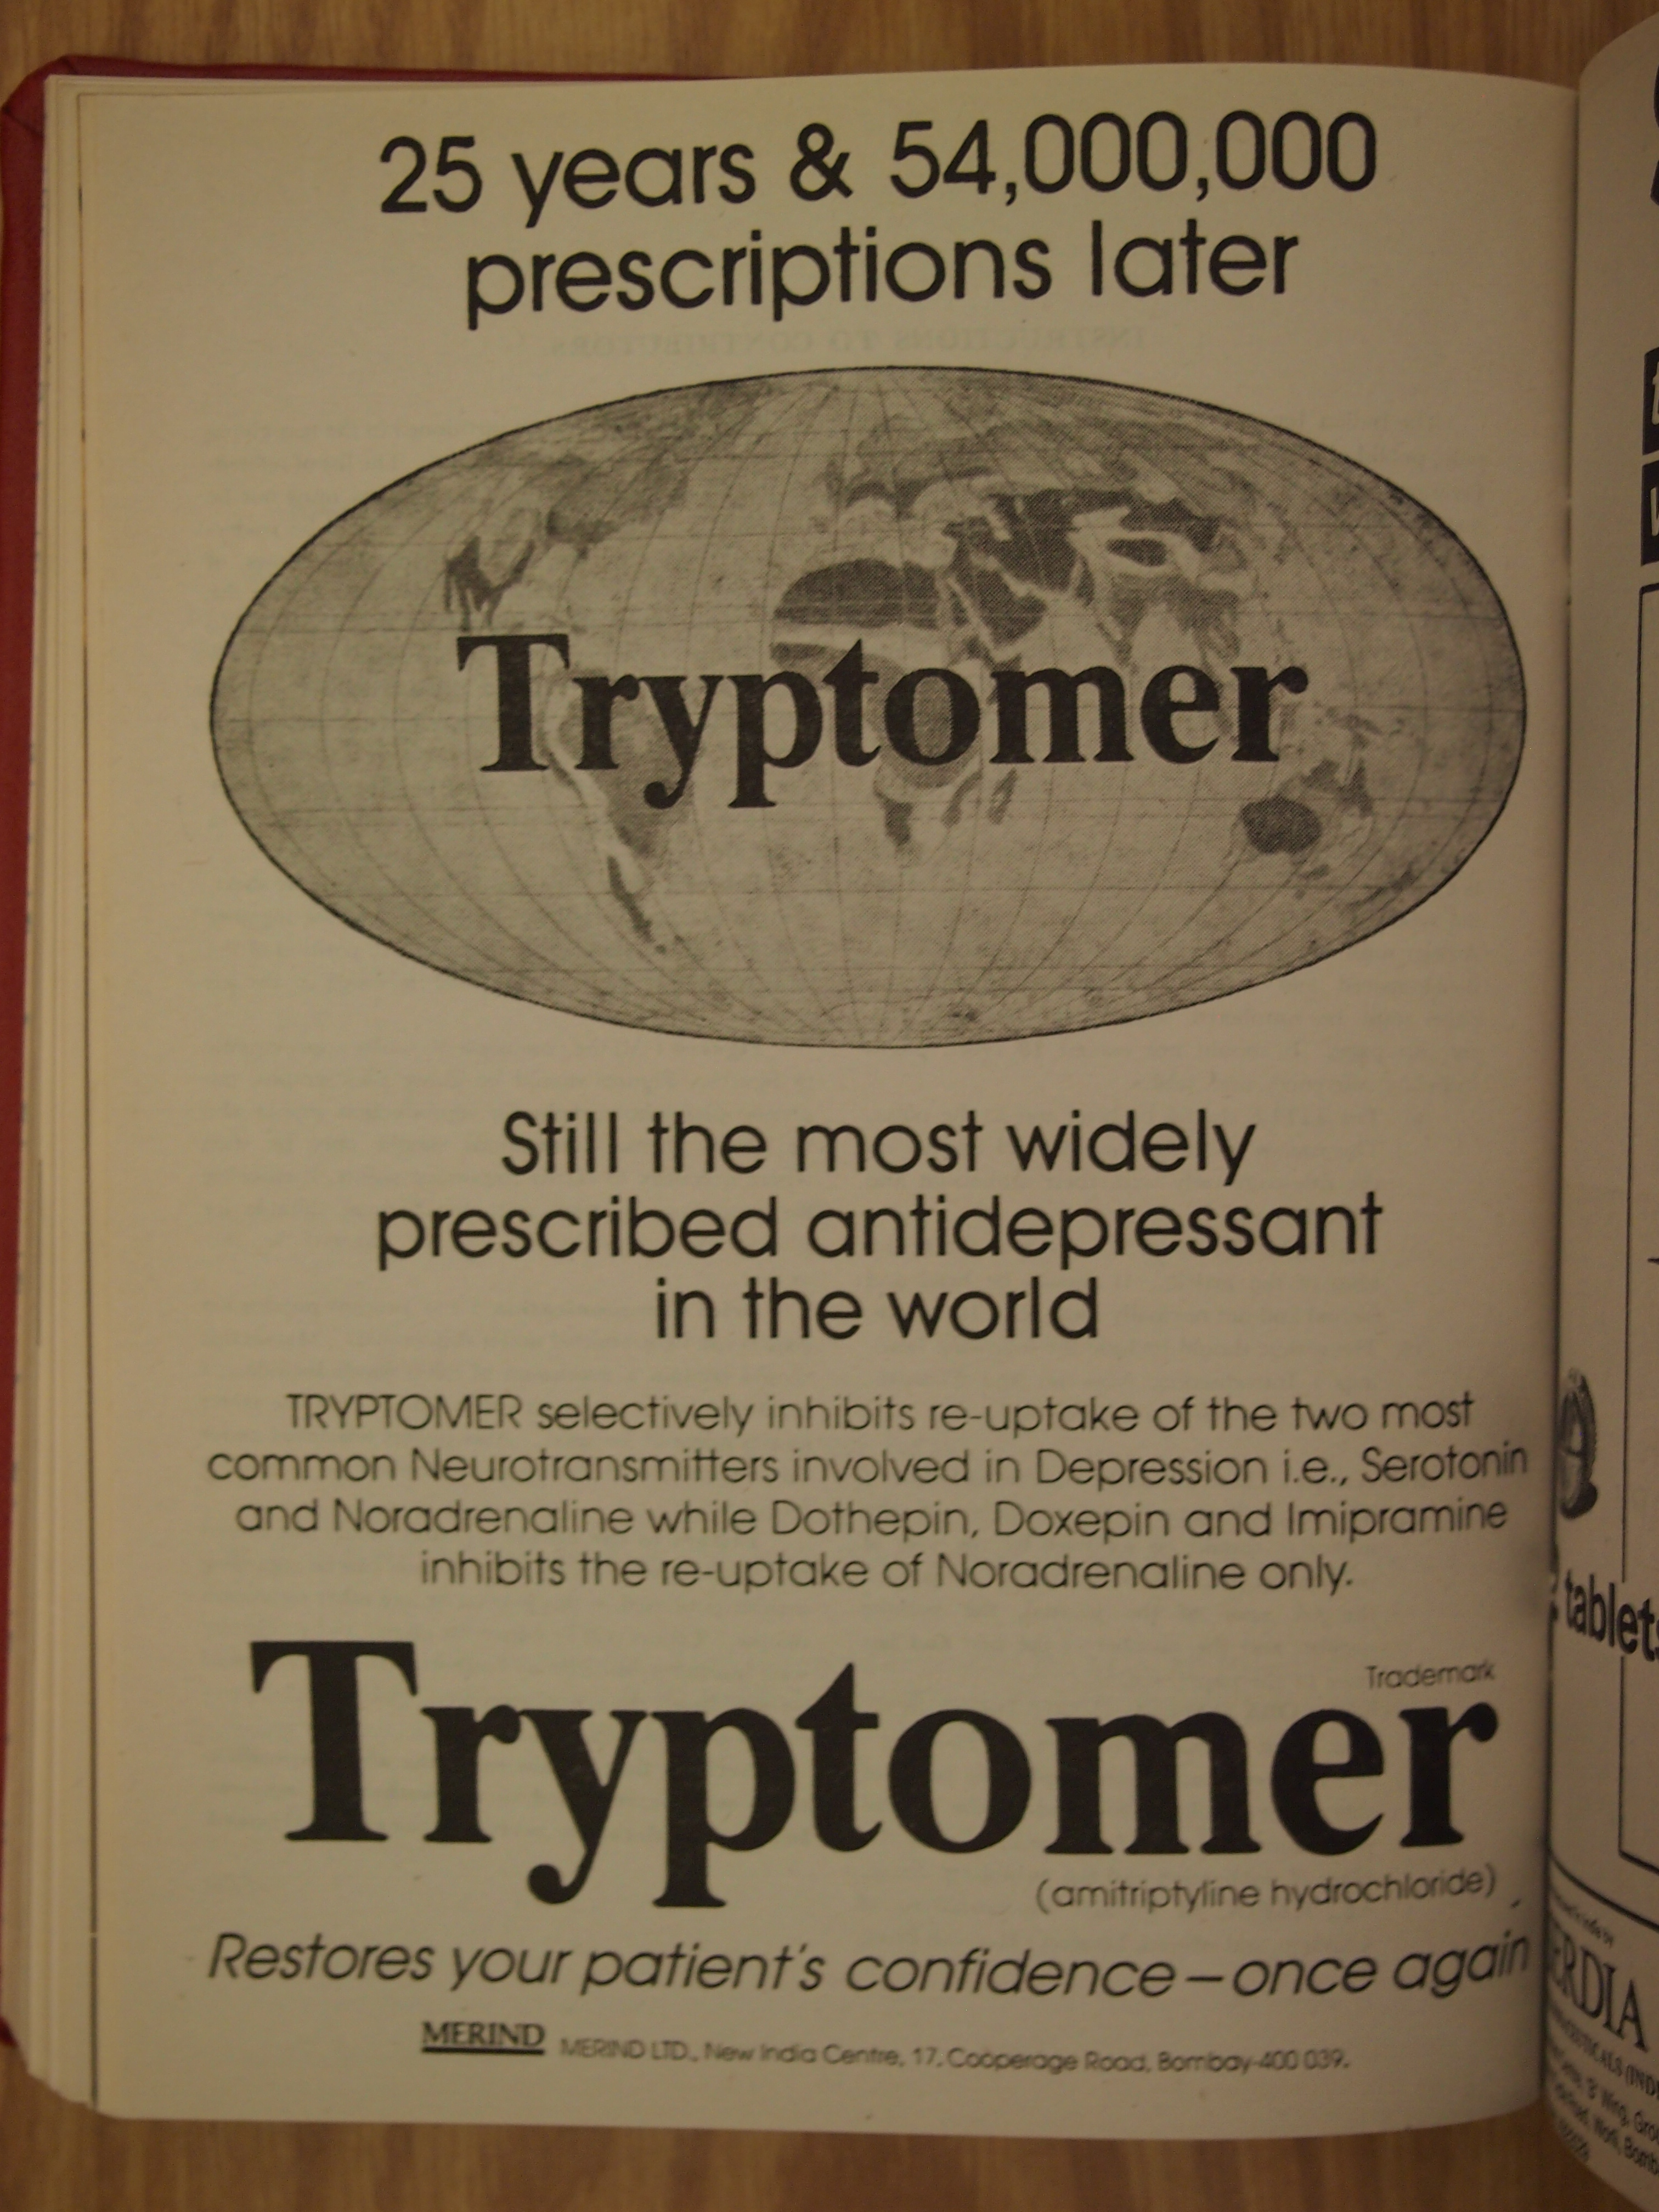 25 years & 54,000,000
prescriptions later
Tryptomer
Still the most widely
prescribed antidepressant
in the world
TRYPTOMER selectively inhibits re-uptake of the two most
common Neurotransmitters involved in Depression i.e., Serotonin
and Noradrenaline while Dothepin, Doxepin and Imipramine
inhibits the re-uptake of Noradrenaline only.
Trademark
Tryptomer
(amitriptyline hydrochloride)
Restores your patient's confidence – once again
MERIND MERIND LTD., New India Centre, 17, Cooperage Road, Bombay-400 039.
tablets